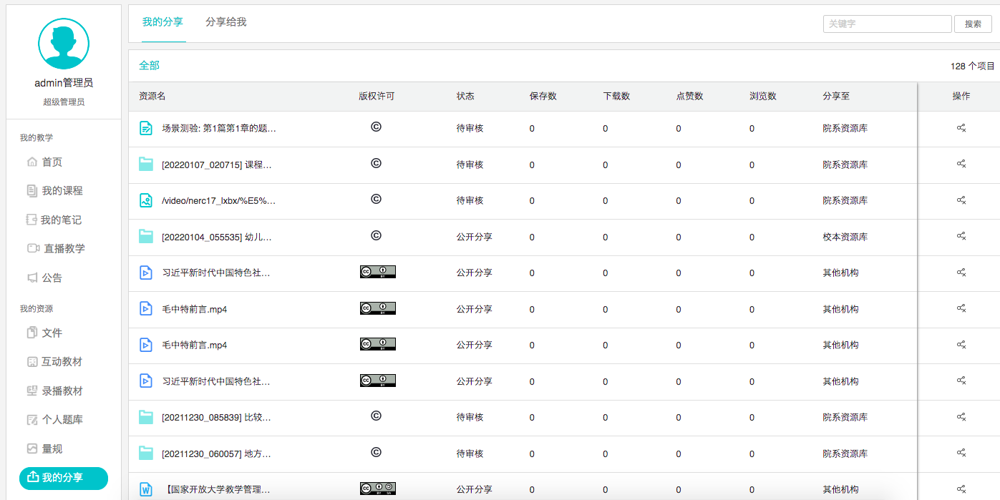 admin管理员
超级管理员
我的教学
首页
我的课程
我的笔记
直播教学
公告
我的资源
文件
互动教材
录播教材
个人题库
量规
我的分享
我的分享 分享给我 关键字 搜索
全部 128 个项目
资源名 版权许可 状态 保存数 下载数 点赞数 浏览数 分享至 操作
场景测验: 第1篇第1章的题... © 待审核 0 0 0 0 院系资源库
[20220107_020715] 课程... © 待审核 0 0 0 0 院系资源库
/video/nerc17_lxbx/%E5%... © 待审核 0 0 0 0 院系资源库
[20220104_055535] 幼儿... © 公开分享 0 0 0 0 校本资源库
习近平新时代中国特色社... cc BY 公开分享 0 0 0 0 其他机构
毛中特前言.mp4 cc BY 公开分享 0 0 0 0 其他机构
毛中特前言.mp4 cc BY 公开分享 0 0 0 0 其他机构
习近平新时代中国特色社... cc BY 公开分享 0 0 0 0 其他机构
[20211230_085839] 比较... © 待审核 0 0 0 0 院系资源库
[20211230_060057] 地方... © 待审核 0 0 0 0 院系资源库
W 【国家开放大学教学管理... cc BY SA 公开分享 0 0 0 0 其他机构